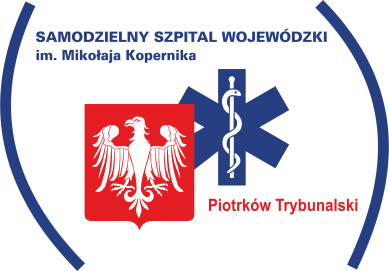 SAMODZIELNY SZPITAL WOJEWÓDZKI
im. Mikołaja Kopernika
Piotrków Trybunalski